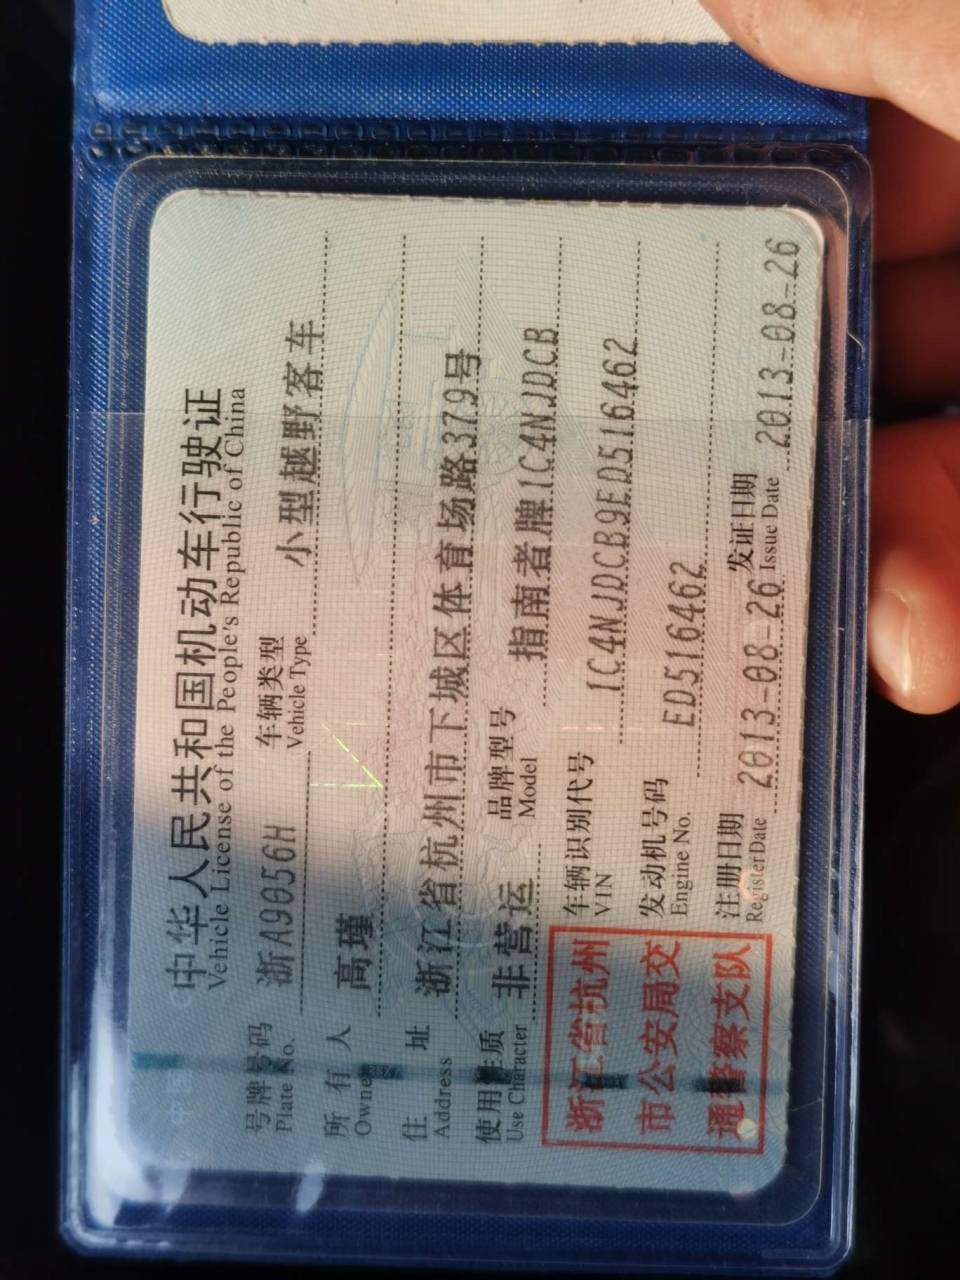 中华人民共和国机动车行驶证
Vehicle License of the People's Republic of China
号牌号码 浙A9056H 车辆类型 小型越野客车
Plate No. Vehicle Type
所有人 高瑾
Owner
住址 浙江省杭州市下城区体育场路379号
Address
使用性质 非营运 品牌型号 指南者牌1C4NJDCB
Use Character Model
浙江省杭州
市公安局交
通警察支队
车辆识别代号 1C4NJDCB9ED516462
VIN
发动机号码 ED516462
Engine No.
注册日期 2013-08-26 发证日期 2013-08-26
Register Date Issue Date